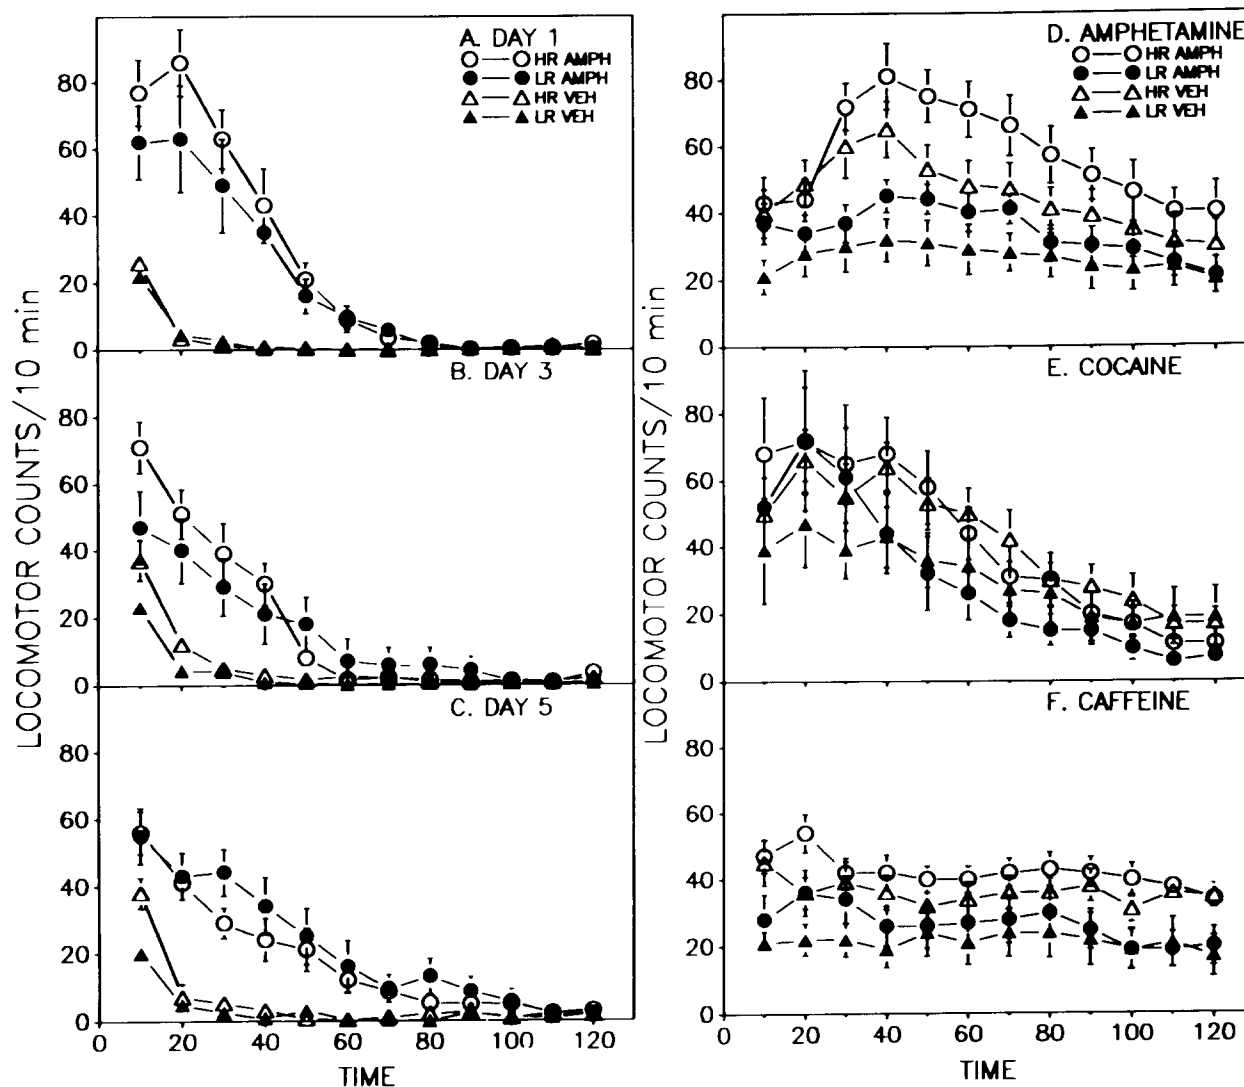 LOCOMOTOR COUNTS/10 min
A. DAY 1
HR AMPH
LR AMPH
HR VEH
LR VEH
80
60
40
20
0
B. DAY 3
80
60
40
20
0
C. DAY 5
80
60
40
20
0
0 20 40 60 80 100 120
TIME
LOCOMOTOR COUNTS/10 min
D. AMPHETAMINE
HR AMPH
LR AMPH
HR VEH
LR VEH
80
60
40
20
0
E. COCAINE
80
60
40
20
0
F. CAFFEINE
80
60
40
20
0
0 20 40 60 80 100 120
TIME